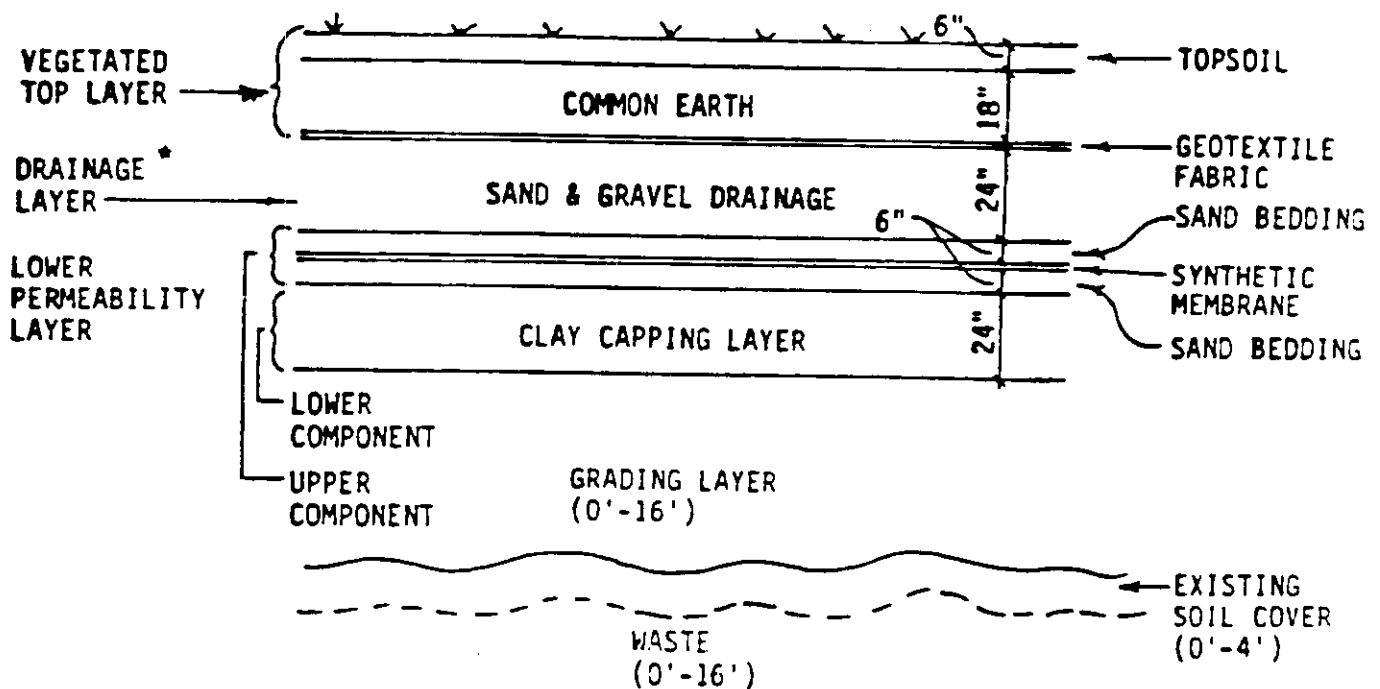 6"
VEGETATED
TOP LAYER
TOPSOIL
COMMON EARTH
18"
GEOTEXTILE
FABRIC
DRAINAGE *
LAYER
SAND & GRAVEL DRAINAGE
24"
6"
SAND BEDDING
LOWER
PERMEABILITY
LAYER
SYNTHETIC
MEMBRANE
CLAY CAPPING LAYER
24"
SAND BEDDING
LOWER
COMPONENT
UPPER
COMPONENT
GRADING LAYER
(0'-16')
EXISTING
SOIL COVER
(0'-4')
WASTE
(0'-16')